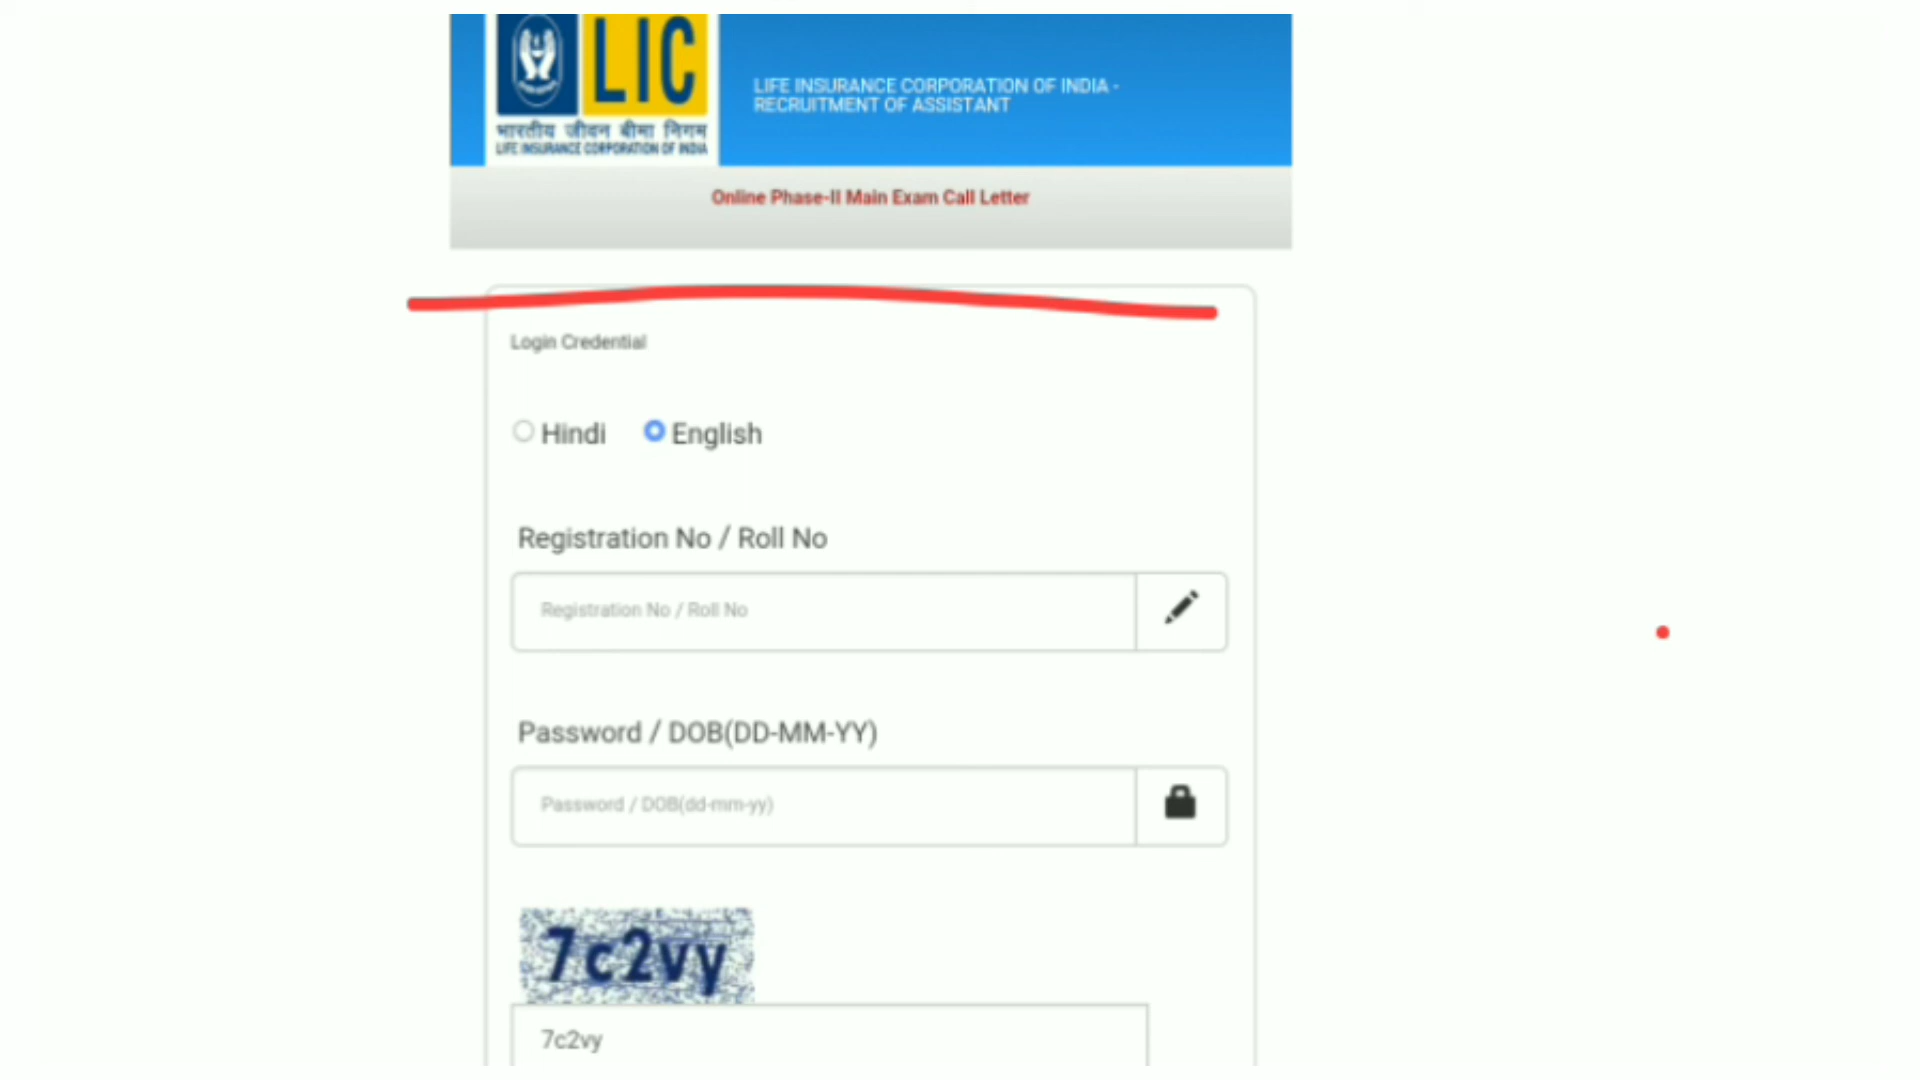 LIC
भारतीय जीवन बीमा निगम
LIFE INSURANCE CORPORATION OF INDIA
LIFE INSURANCE CORPORATION OF INDIA -
RECRUITMENT OF ASSISTANT
Online Phase-II Main Exam Call Letter
Login Credential
Hindi English
Registration No / Roll No
Registration No / Roll No
Password / DOB(DD-MM-YY)
Password / DOB(dd-mm-yy)
7c2vy
7c2vy